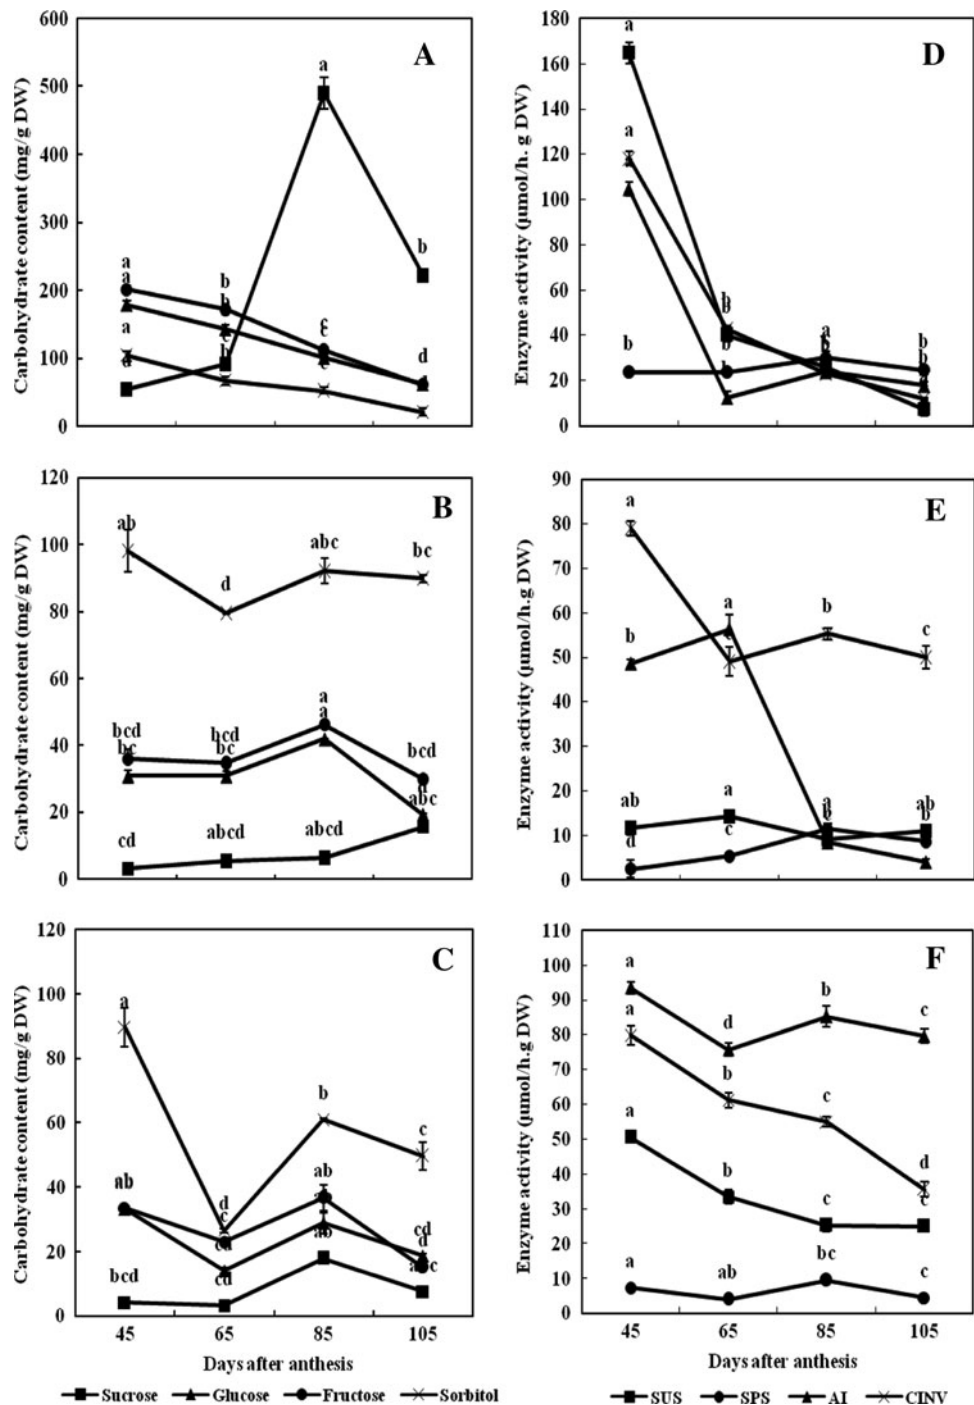 A
Carbohydrate content (mg/g DW)
600
500
400
300
200
100
0
a
b
a
a
a
d
b
b
c
b
c
c
c
d
d
D
Enzyme activity (µmol/h. g DW)
180
160
140
120
100
80
60
40
20
0
a
a
b
b
b
b
b
a
b
b
b
b
B
Carbohydrate content (mg/g DW)
120
100
80
60
40
20
0
ab
d
abc
bc
bcd
bc
bcd
bc
a
a
bcd
d
abc
cd
abcd
abcd
E
Enzyme activity (µmol/h.g DW)
90
80
70
60
50
40
30
20
10
0
a
b
a
b
c
ab
a
a
b
ab
b
d
c
C
Carbohydrate content (mg/g DW)
120
100
80
60
40
20
0
a
b
c
ab
d
c
cd
ab
a
ab
cd
d
bcd
cd
45
65
85
105
Days after anthesis
F
Enzyme activity (µmol/h.g DW)
110
100
90
80
70
60
50
40
30
20
10
0
a
d
b
c
a
b
c
d
a
b
c
c
a
ab
bc
c
45
65
85
105
Days after anthesis
Sucrose Glucose Fructose Sorbitol
SUS SPS AI CINV